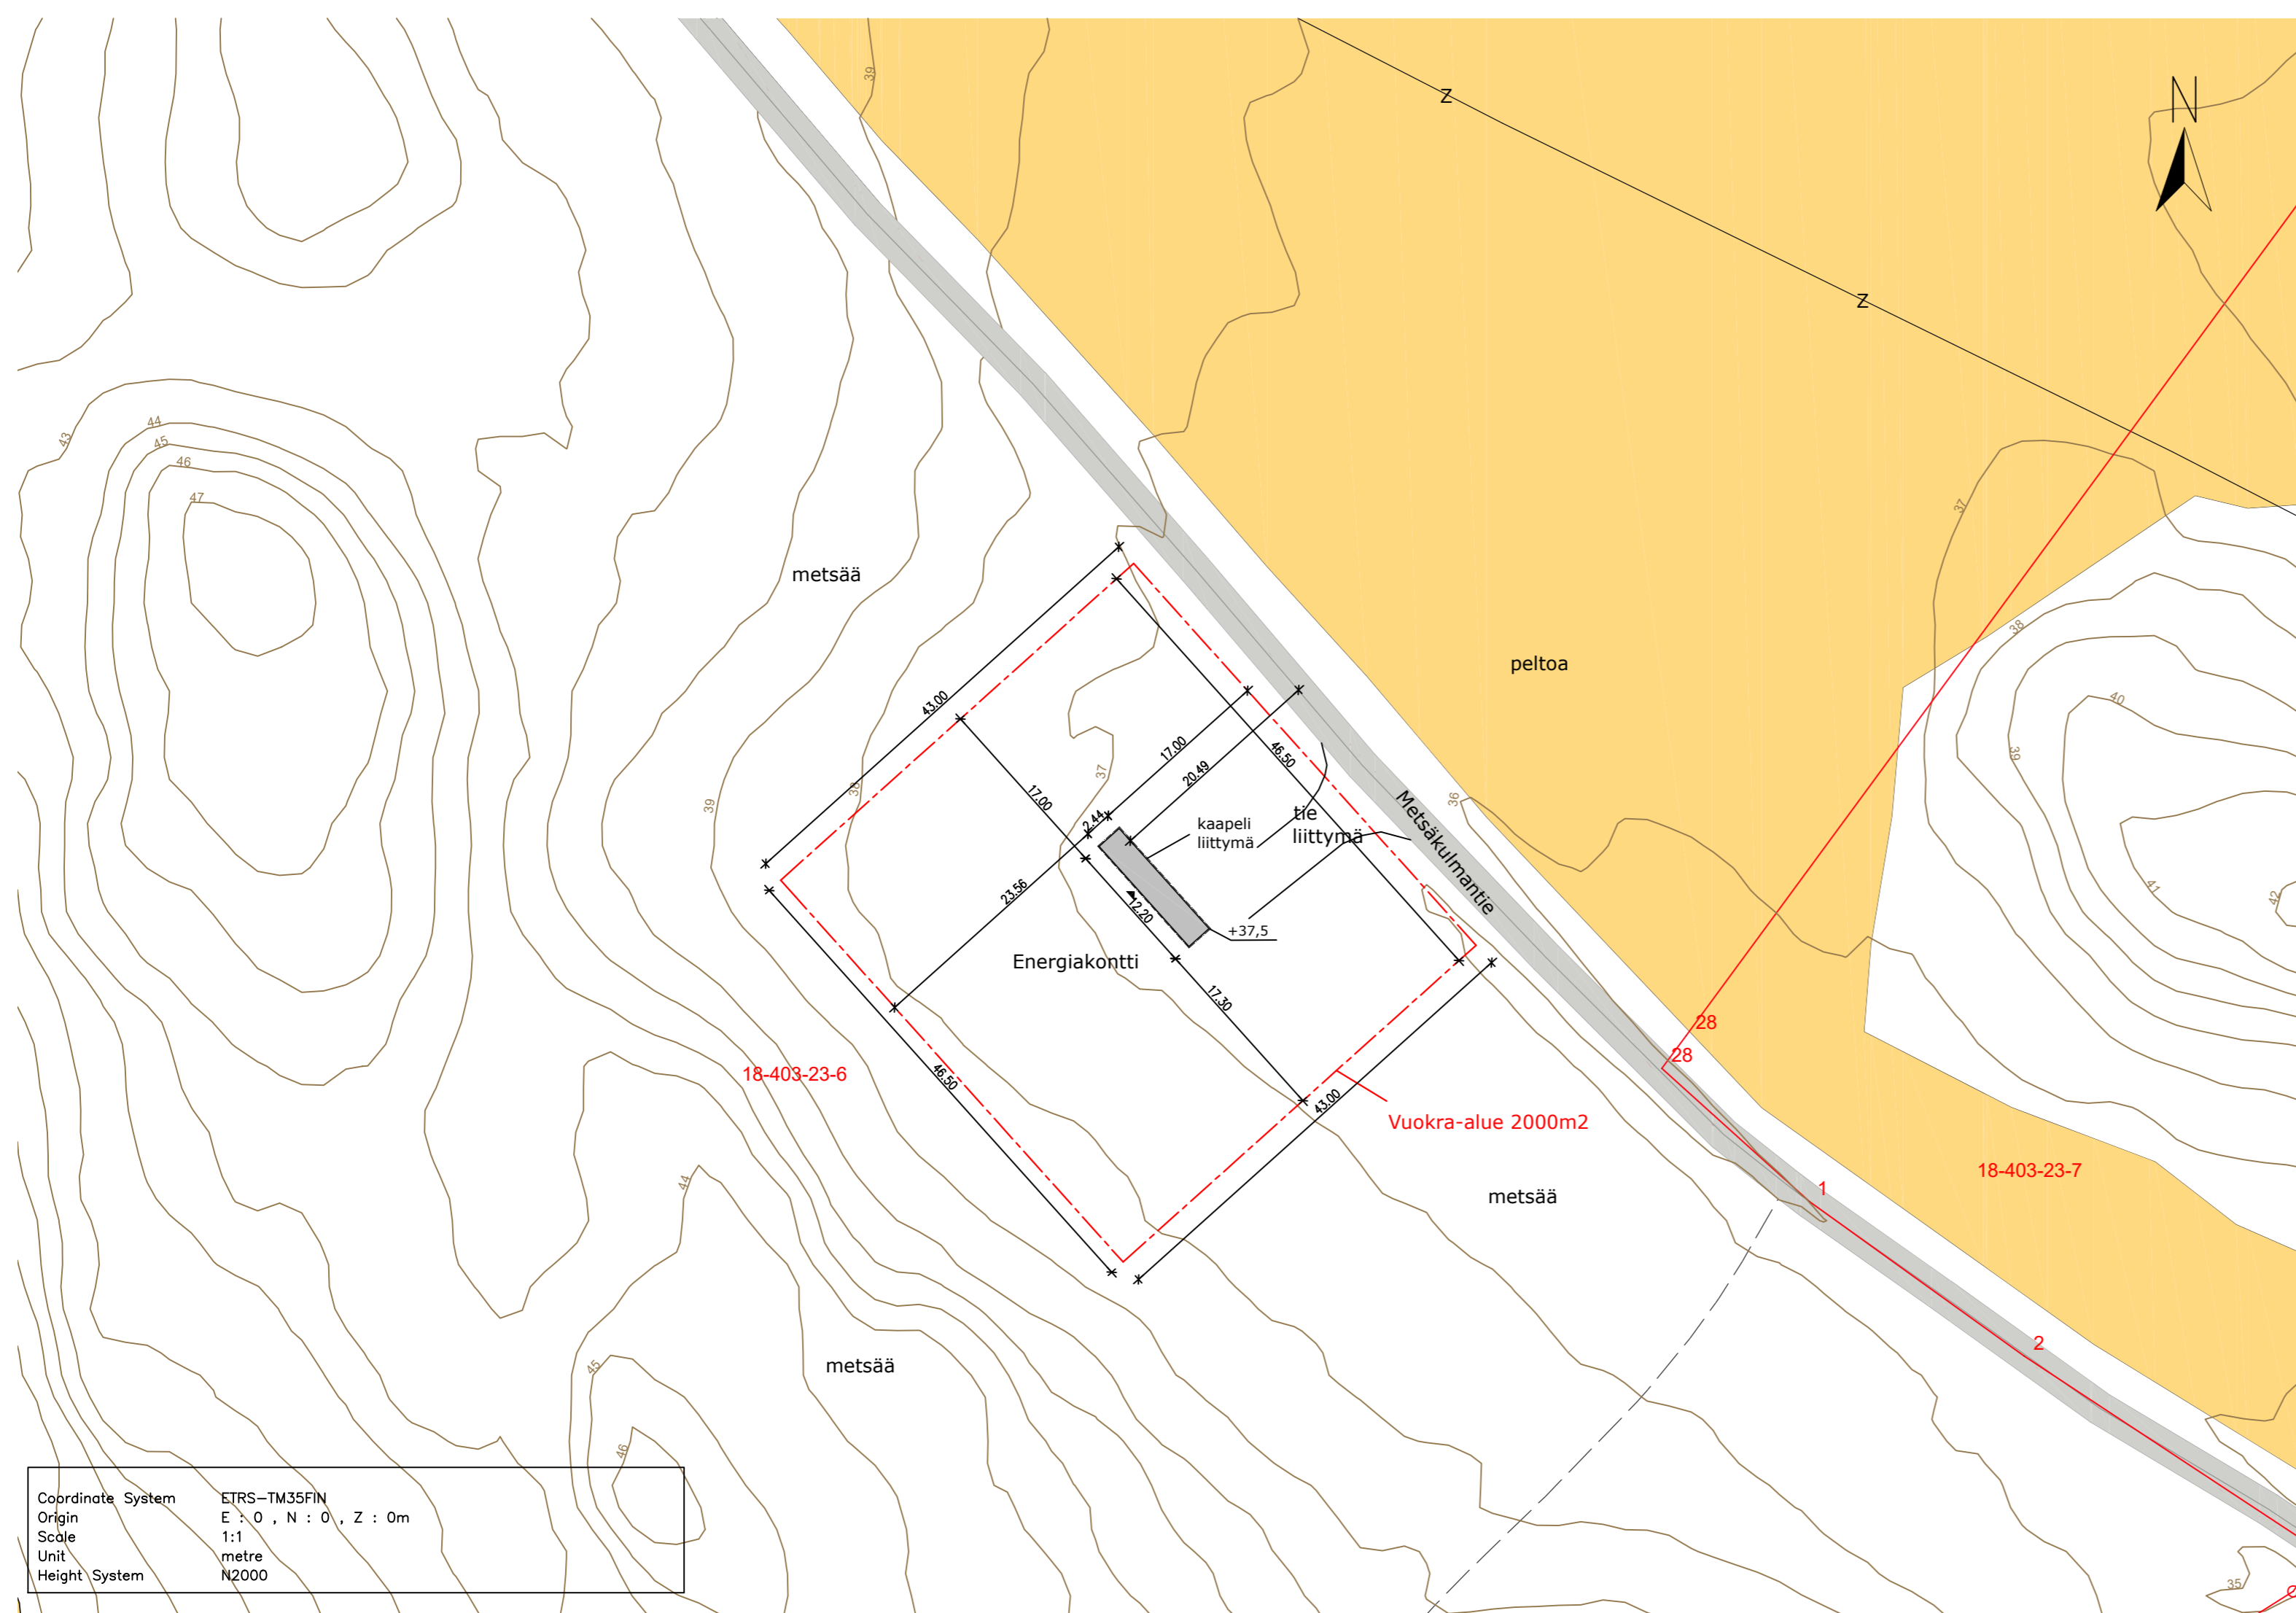 39
Z
N
Z
43
44
45
46
47
37
38
metsää
peltoa
43.00
40
39
17.00
46.50
20.49
17.00
37
38
39
2.44
kaapeli
liittymä
tie
liittymä
Metsäkulmantie
36
41
42
23.56
12.20
+37,5
Energiakontti
17.30
28
28
18-403-23-6
46.50
43.00
Vuokra-alue 2000m2
18-403-23-7
44
metsää
1
2
metsää
45
46
Coordinate System ETRS-TM35FIN
Origin E : 0 , N : 0 , Z : 0m
Scale 1:1
Unit metre
Height System N2000
35